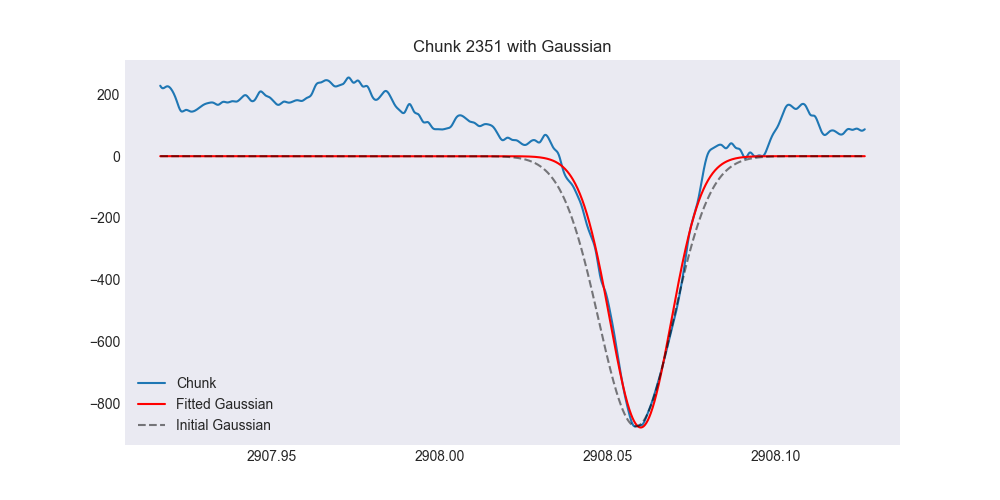 Chunk 2351 with Gaussian
200
0
−200
−400
−600
−800
Chunk
Fitted Gaussian
Initial Gaussian
2907.95 2908.00 2908.05 2908.10